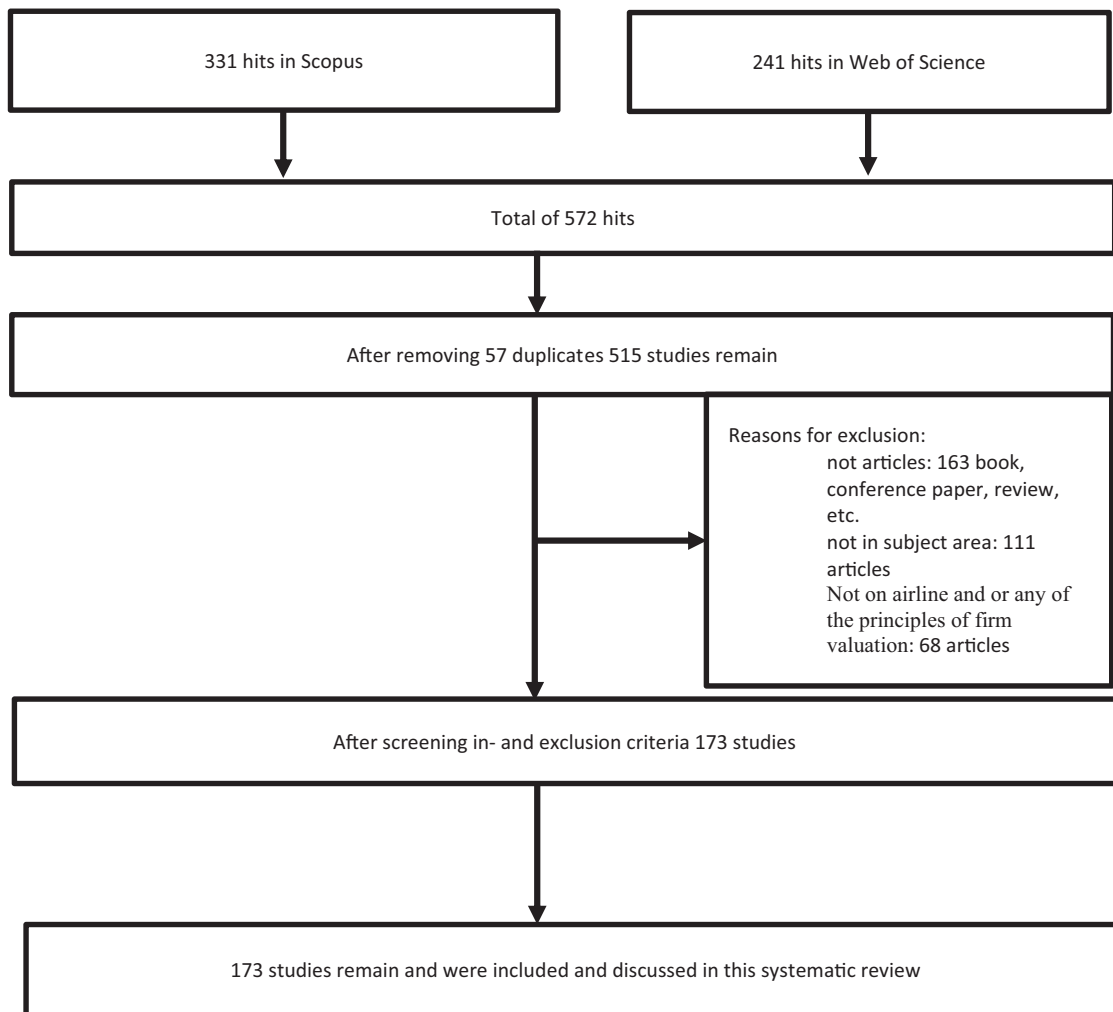 331 hits in Scopus
241 hits in Web of Science
Total of 572 hits
After removing 57 duplicates 515 studies remain
Reasons for exclusion:
not articles: 163 book,
conference paper, review,
etc.
not in subject area: 111
articles
Not on airline and or any of
the principles of firm
valuation: 68 articles
After screening in- and exclusion criteria 173 studies
173 studies remain and were included and discussed in this systematic review